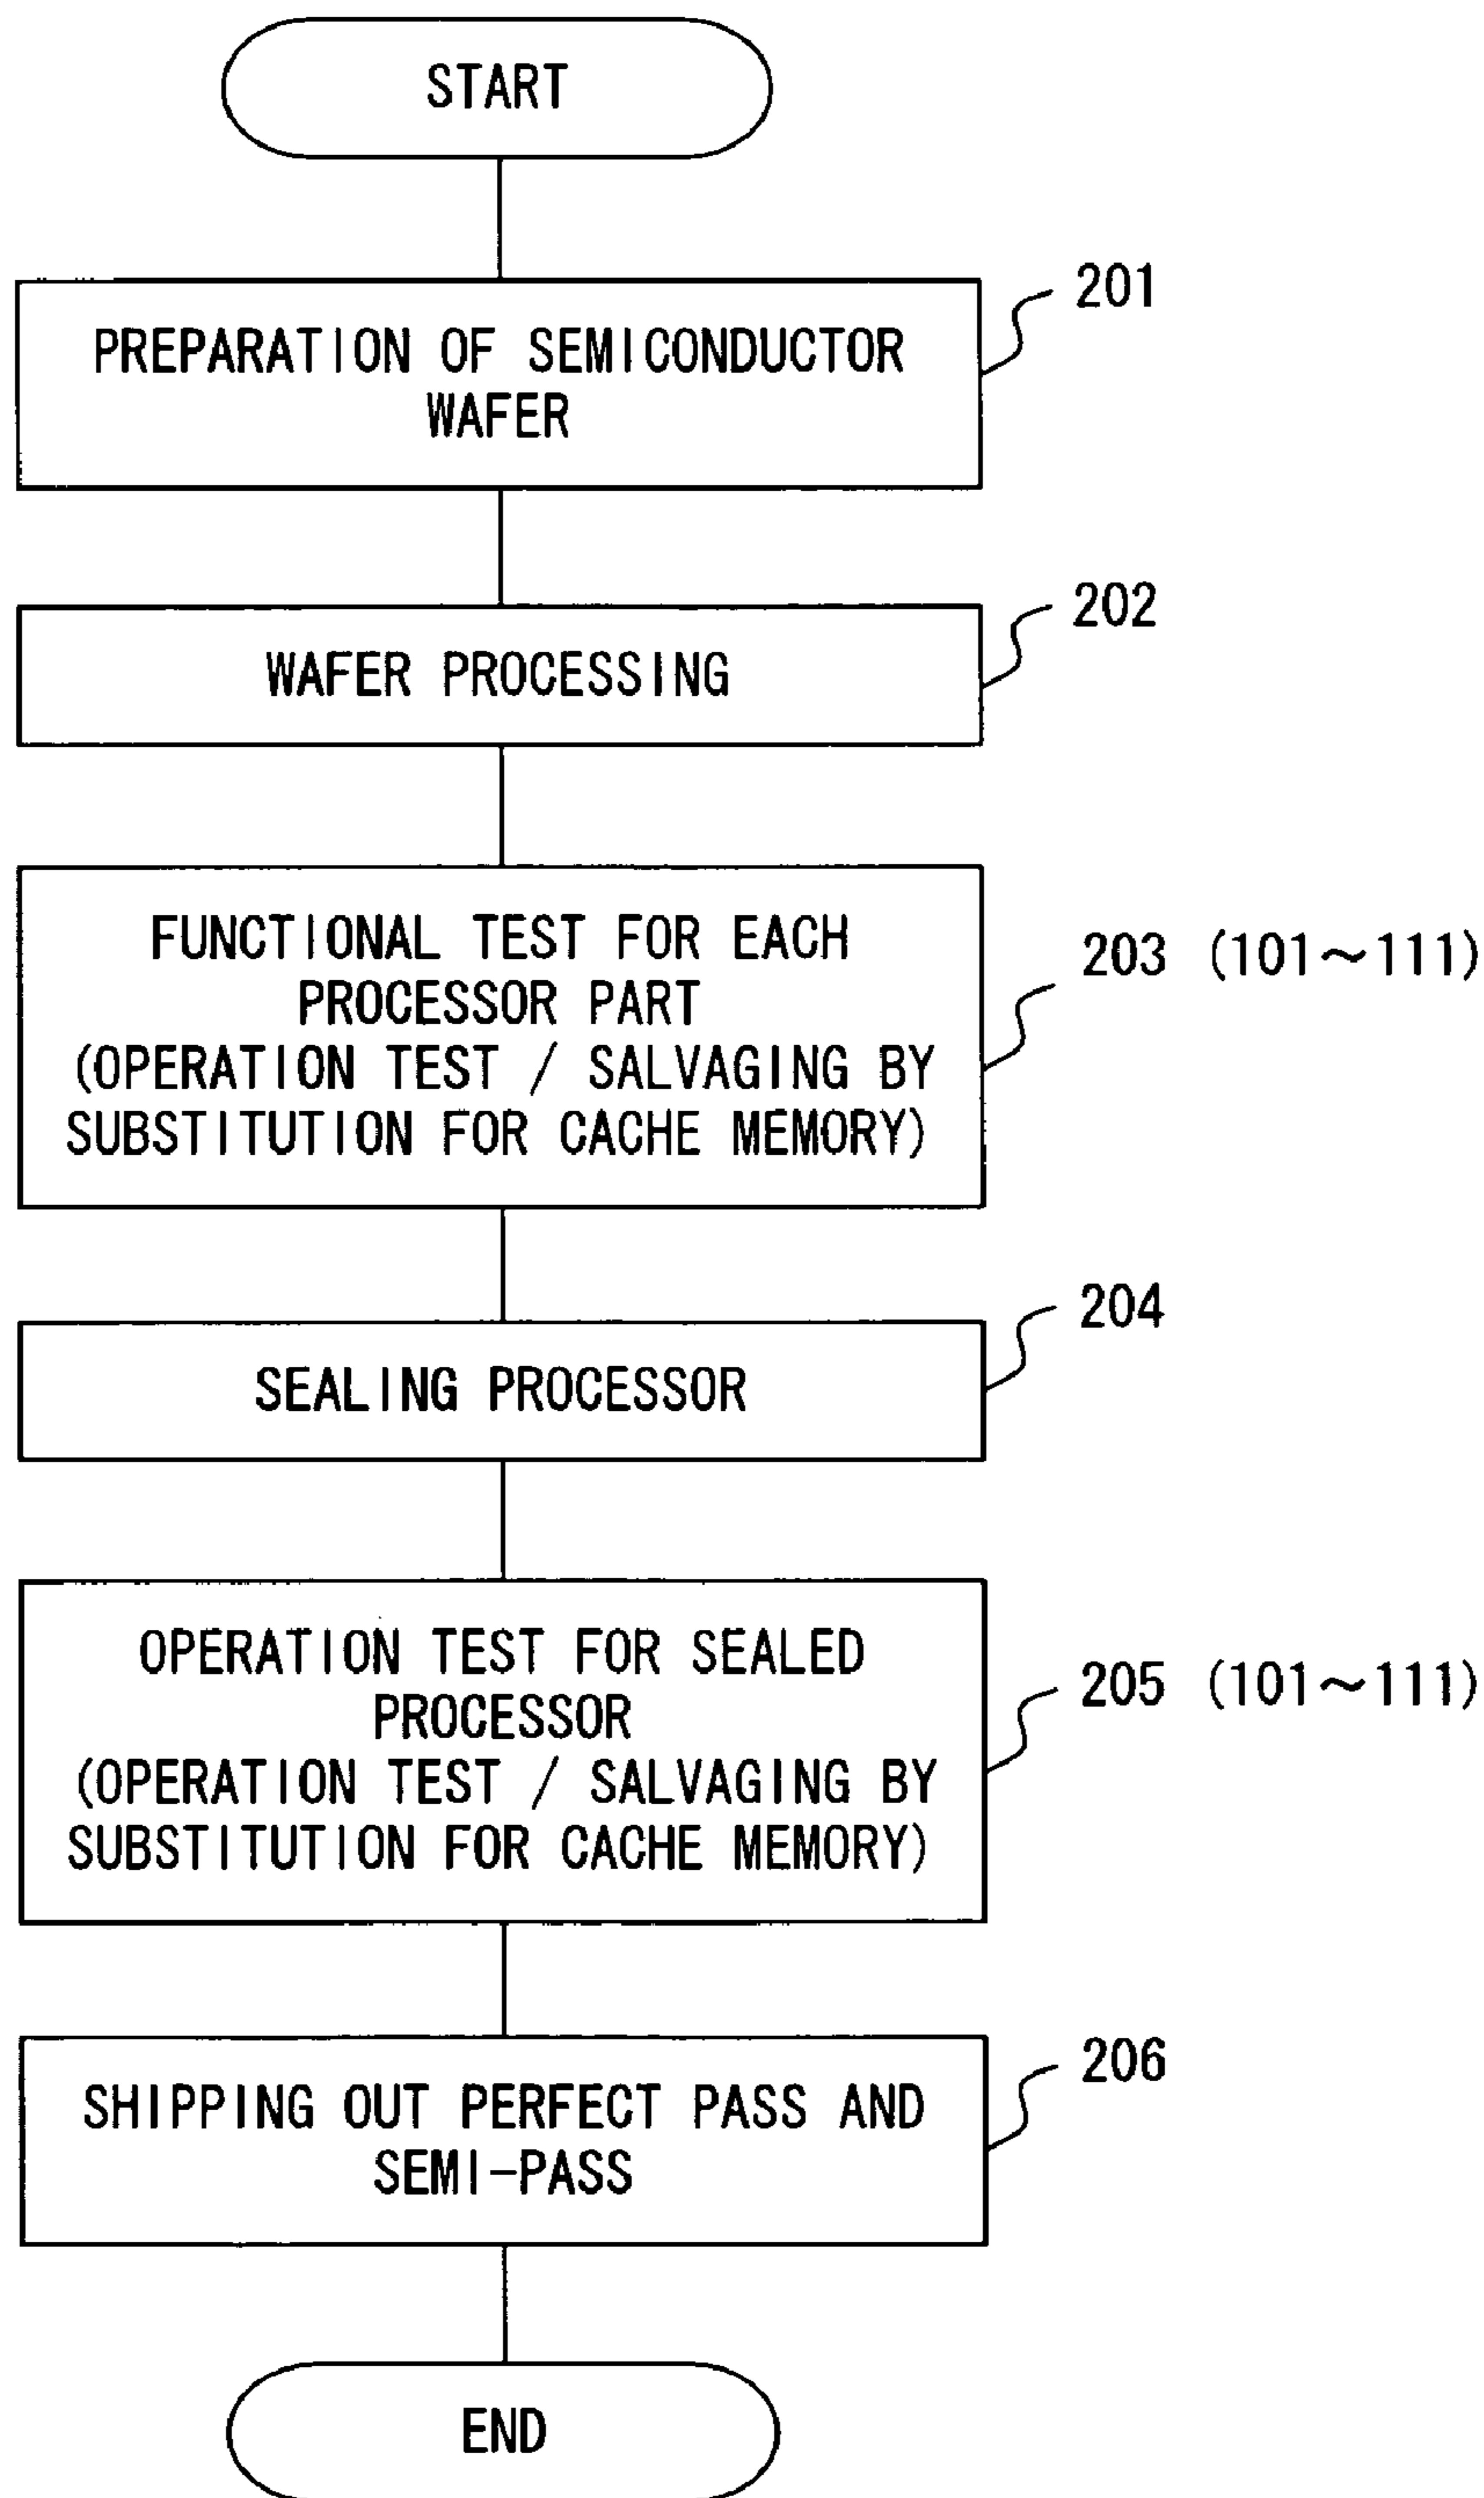 START
201
PREPARATION OF SEMICONDUCTOR
WAFER
202
WAFER PROCESSING
203 (101~111)
FUNCTIONAL TEST FOR EACH
PROCESSOR PART
(OPERATION TEST / SALVAGING BY
SUBSTITUTION FOR CACHE MEMORY)
204
SEALING PROCESSOR
205 (101~111)
OPERATION TEST FOR SEALED
PROCESSOR
(OPERATION TEST / SALVAGING BY
SUBSTITUTION FOR CACHE MEMORY)
206
SHIPPING OUT PERFECT PASS AND
SEMI-PASS
END